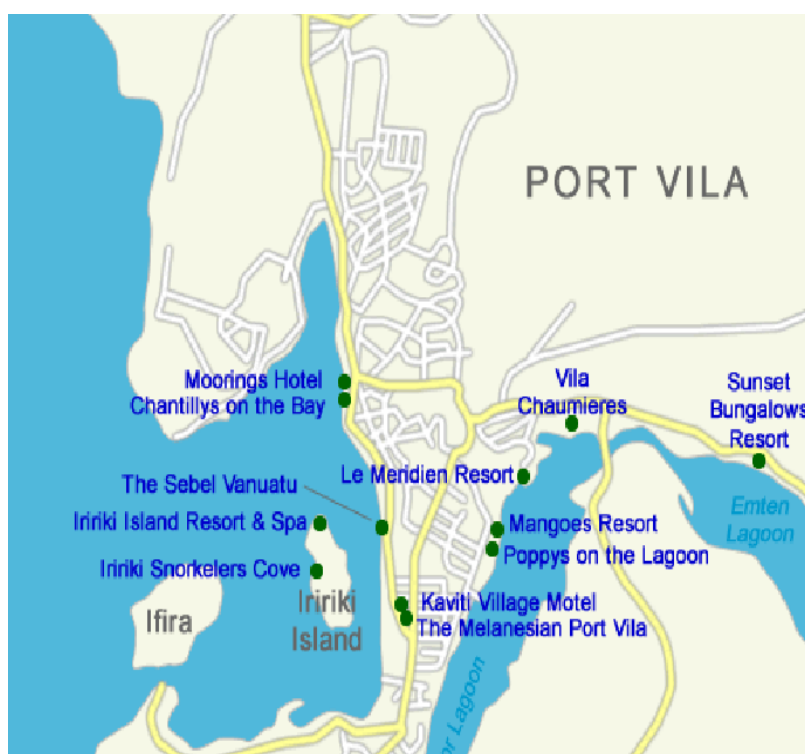 PORT VILA
Moorings Hotel
Chantillys on the Bay
Vila
Chaumieres
Sunset
Bungalows
Resort
Le Meridien Resort
The Sebel Vanuatu
Emten
Lagoon
Iririki Island Resort & Spa
Mangoes Resort
Poppys on the Lagoon
Iririki Snorkelers Cove
Iririki
Island
Ifira
Kaviti Village Motel
The Melanesian Port Vila
Lagoon